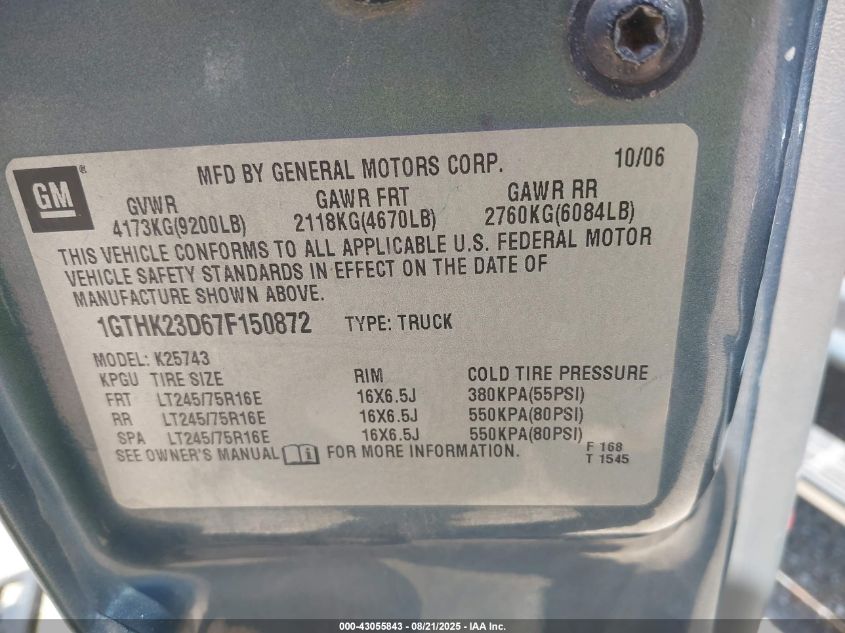 GM®
MFD BY GENERAL MOTORS CORP. 10/06
GVWR GAWR FRT GAWR RR
4173KG(9200LB) 2118KG(4670LB) 2760KG(6084LB)
THIS VEHICLE CONFORMS TO ALL APPLICABLE U.S. FEDERAL MOTOR
VEHICLE SAFETY STANDARDS IN EFFECT ON THE DATE OF
MANUFACTURE SHOWN ABOVE.
1GTHK23D67F150872 TYPE: TRUCK
MODEL: K25743
KPGU TIRE SIZE RIM COLD TIRE PRESSURE
FRT LT245/75R16E 16X6.5J 380KPA(55PSI)
RR LT245/75R16E 16X6.5J 550KPA(80PSI)
SPA LT245/75R16E 16X6.5J 550KPA(80PSI)
SEE OWNER'S MANUAL i FOR MORE INFORMATION. F 168
T 1545
000-43055843 - 08/21/2025 - IAA Inc.